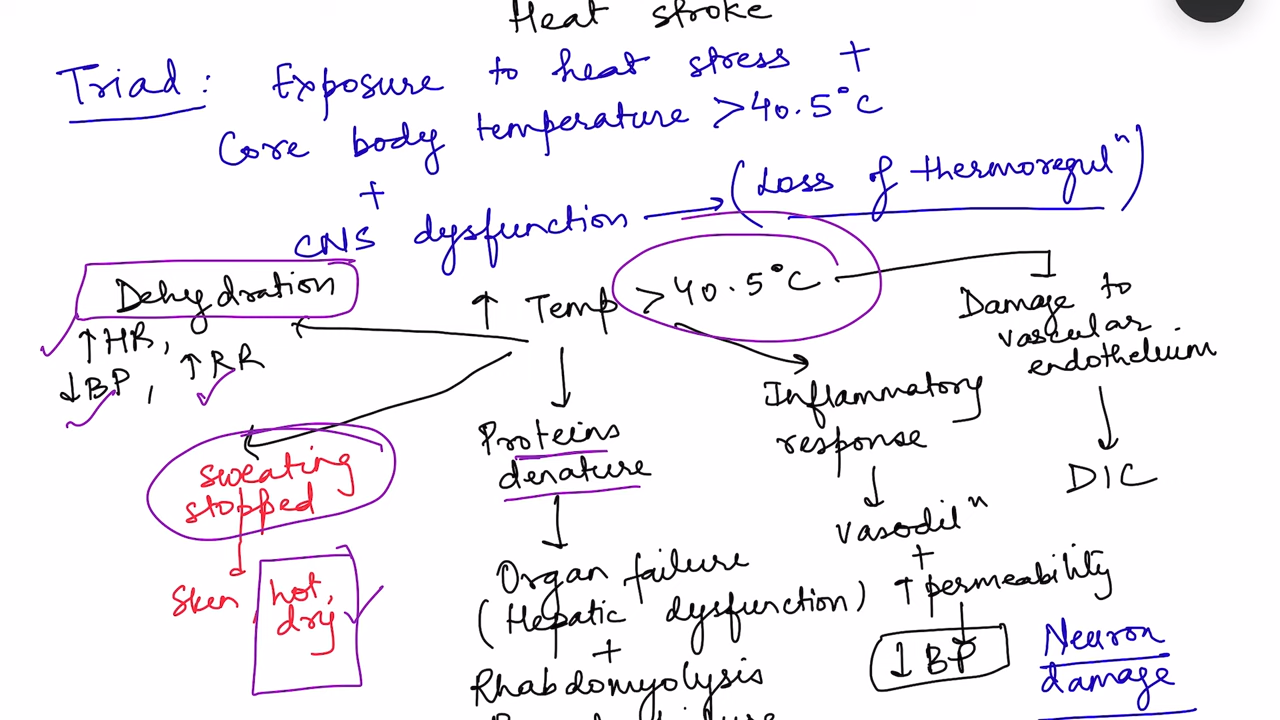 Heat stroke
Triad: Exposure to heat stress +
Core body temperature >40.5°C
+
CNS dysfunction → (Loss of thermoregulⁿ)
Dehydration
↑HR,
↓BP, ↑RR
↑ Temp >40.5°C
sweating
stopped
Skin hot,
dry
Proteins
denature
Organ failure
(Hepatic dysfunction)
+
Rhabdomyolysis
Inflammatory
response
Vasodilⁿ
+
↑ permeability
↓BP
Damage to
vascular
endothelium
DIC
Neuron
damage